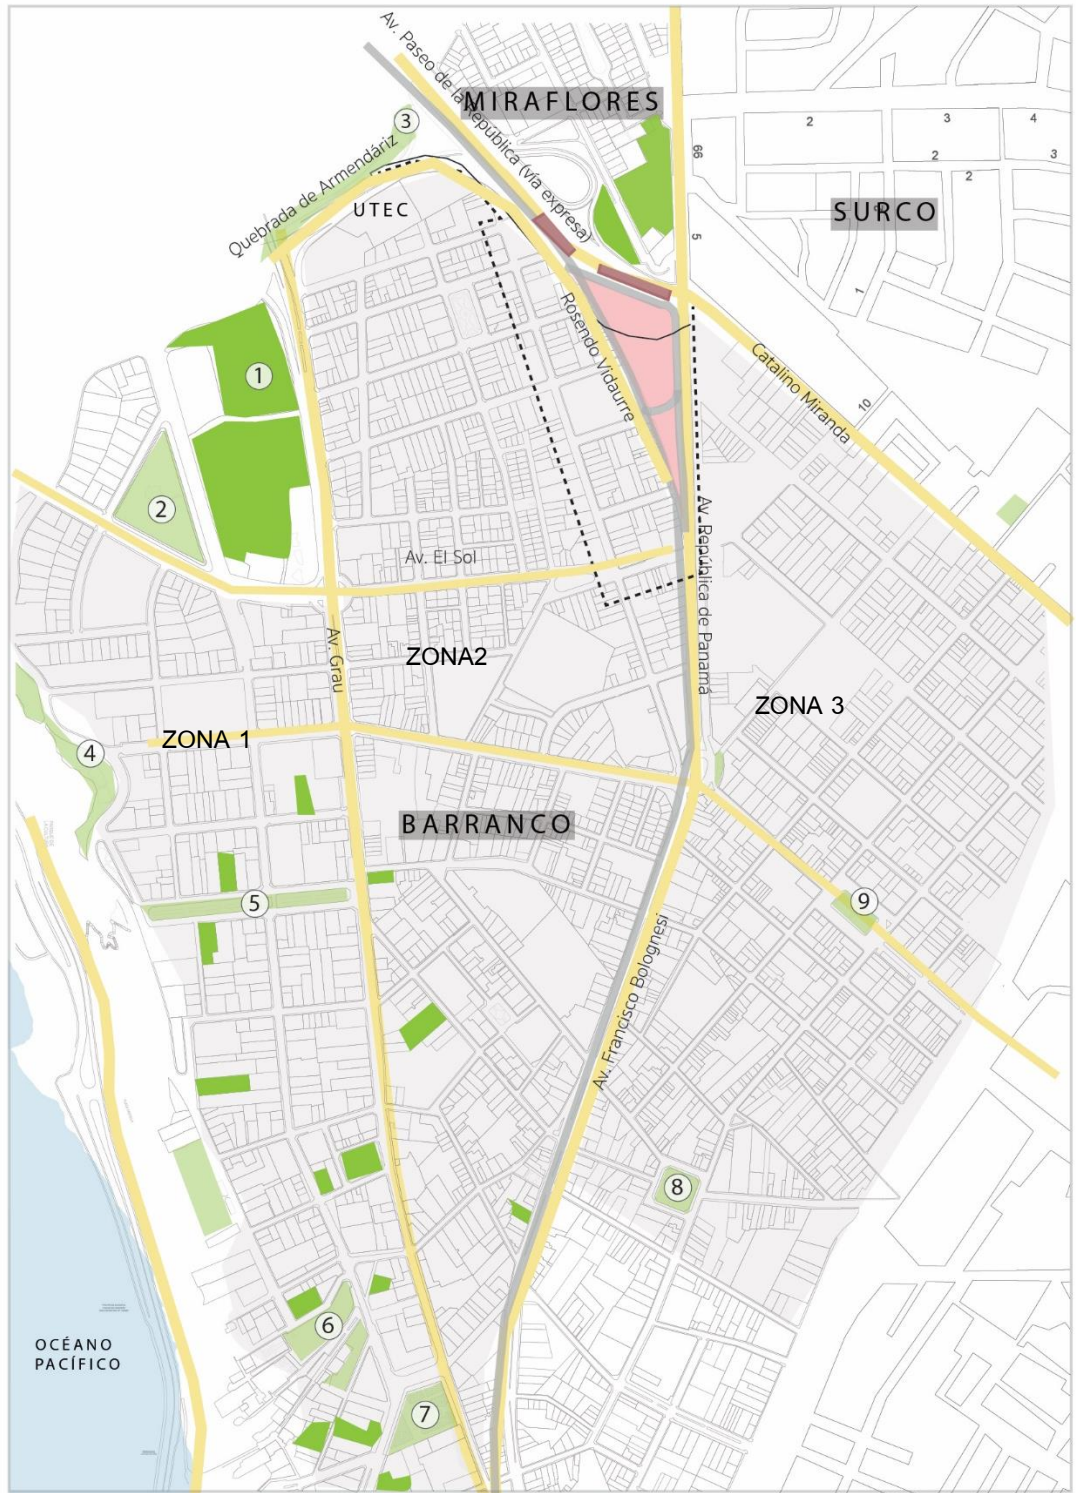 Av. Paseo de la República (vía expresa)
MIRAFLORES
3
2
3
4
2
3
2
66
Quebrada de Armendáriz
UTEC
SURCO
5
1
Rosendo Vidaurre
Catalino Miranda
1
10
2
Av. El Sol
Av. República de Panamá
Av. Grau
ZONA2
ZONA 3
ZONA 1
4
BARRANCO
5
9
Av. Francisco Bolognesi
8
6
OCÉANO
PACÍFICO
7